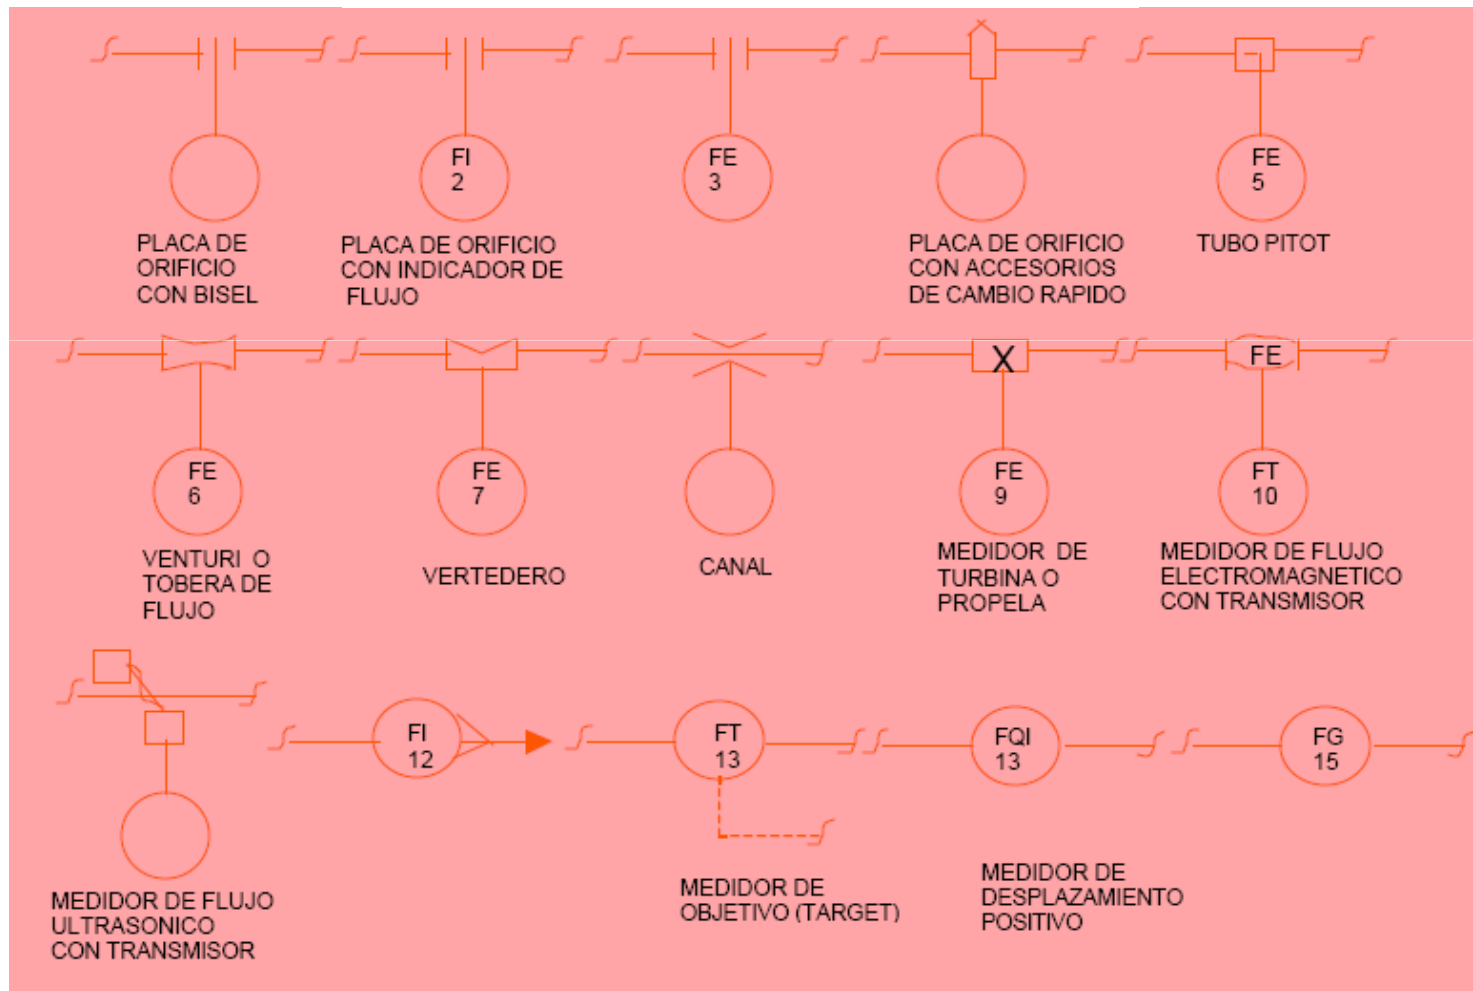 FI
2
FE
3
FE
5
PLACA DE
ORIFICIO
CON BISEL
PLACA DE ORIFICIO
CON INDICADOR DE
FLUJO
PLACA DE ORIFICIO
CON ACCESORIOS
DE CAMBIO RAPIDO
TUBO PITOT
X
FE
FE
6
FE
7
FE
9
FT
10
VENTURI O
TOBERA DE
FLUJO
VERTEDERO
CANAL
MEDIDOR DE
TURBINA O
PROPELA
MEDIDOR DE FLUJO
ELECTROMAGNETICO
CON TRANSMISOR
FI
12
FT
13
FQI
13
FG
15
MEDIDOR DE FLUJO
ULTRASONICO
CON TRANSMISOR
MEDIDOR DE
OBJETIVO (TARGET)
MEDIDOR DE
DESPLAZAMIENTO
POSITIVO